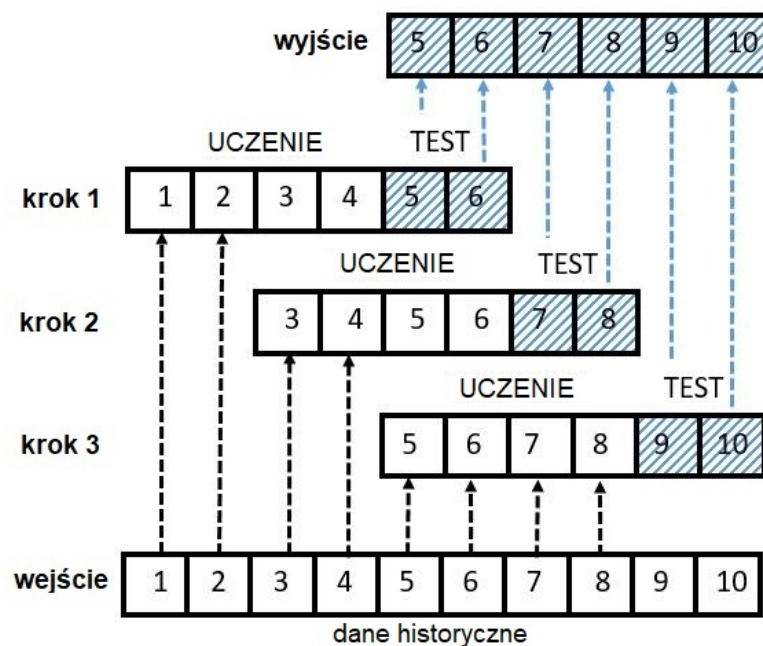 wyjście 5 6 7 8 9 10
UCZENIE TEST
krok 1 1 2 3 4 5 6
UCZENIE TEST
krok 2 3 4 5 6 7 8
UCZENIE TEST
krok 3 5 6 7 8 9 10
wejście 1 2 3 4 5 6 7 8 9 10
dane historyczne